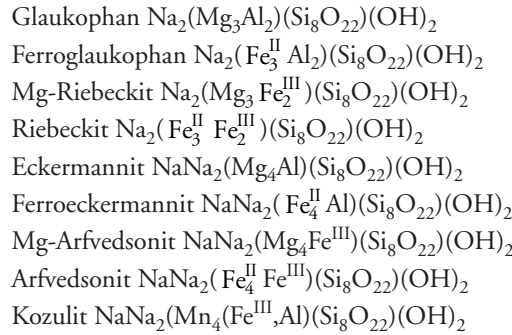 Glaukophan Na₂(Mg₃Al₂)(Si₈O₂₂)(OH)₂
Ferroglaukophan Na₂(Fe₃ᴵᴵ Al₂)(Si₈O₂₂)(OH)₂
Mg-Riebeckit Na₂(Mg₃ Fe₂ᴵᴵᴵ)(Si₈O₂₂)(OH)₂
Riebeckit Na₂(Fe₃ᴵᴵ Fe₂ᴵᴵᴵ)(Si₈O₂₂)(OH)₂
Eckermannit NaNa₂(Mg₄Al)(Si₈O₂₂)(OH)₂
Ferroeckermannit NaNa₂(Fe₄ᴵᴵ Al)(Si₈O₂₂)(OH)₂
Mg-Arfvedsonit NaNa₂(Mg₄Feᴵᴵᴵ)(Si₈O₂₂)(OH)₂
Arfvedsonit NaNa₂(Fe₄ᴵᴵ Feᴵᴵᴵ)(Si₈O₂₂)(OH)₂
Kozulit NaNa₂(Mn₄(Feᴵᴵᴵ,Al)(Si₈O₂₂)(OH)₂